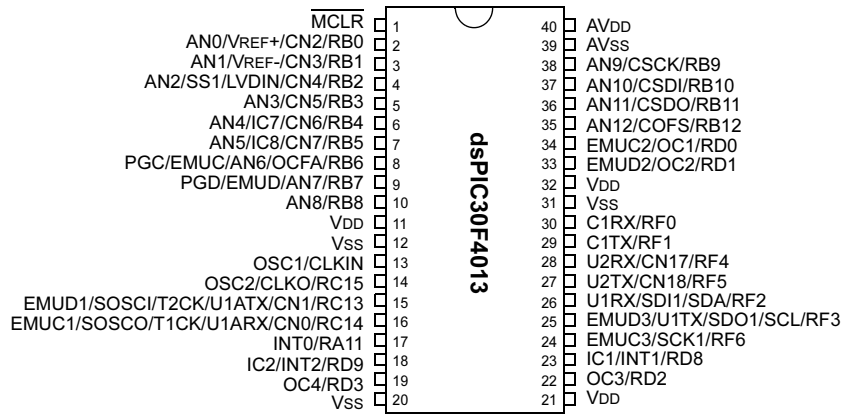 MCLR 1
AN0/VREF+/CN2/RB0 2
AN1/VREF-/CN3/RB1 3
AN2/SS1/LVDIN/CN4/RB2 4
AN3/CN5/RB3 5
AN4/IC7/CN6/RB4 6
AN5/IC8/CN7/RB5 7
PGC/EMUC/AN6/OCFA/RB6 8
PGD/EMUD/AN7/RB7 9
AN8/RB8 10
VDD 11
VSS 12
OSC1/CLKIN 13
OSC2/CLKO/RC15 14
EMUD1/SOSCI/T2CK/U1ATX/CN1/RC13 15
EMUC1/SOSCO/T1CK/U1ARX/CN0/RC14 16
INT0/RA11 17
IC2/INT2/RD9 18
OC4/RD3 19
VSS 20
dsPIC30F4013
40 AVDD
39 AVSS
38 AN9/CSCK/RB9
37 AN10/CSDI/RB10
36 AN11/CSDO/RB11
35 AN12/COFS/RB12
34 EMUC2/OC1/RD0
33 EMUD2/OC2/RD1
32 VDD
31 VSS
30 C1RX/RF0
29 C1TX/RF1
28 U2RX/CN17/RF4
27 U2TX/CN18/RF5
26 U1RX/SDI1/SDA/RF2
25 EMUD3/U1TX/SDO1/SCL/RF3
24 EMUC3/SCK1/RF6
23 IC1/INT1/RD8
22 OC3/RD2
21 VDD